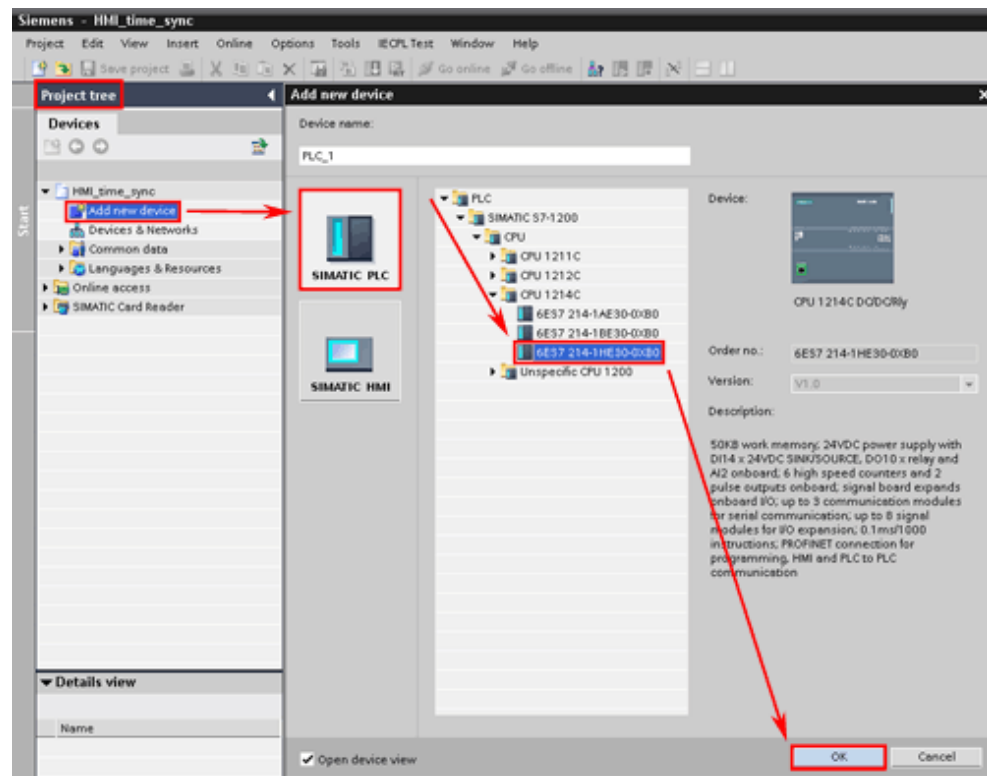 Siemens - HMI_time_sync
Project Edit View Insert Online Options Tools IECPL Test Window Help
Save project Go online Go offline
Project tree
Add new device
Devices
Device name:
PLC_1
Start
HMI_time_sync
Add new device
Devices & Networks
Common data
Languages & Resources
Online access
SIMATIC Card Reader
SIMATIC PLC
SIMATIC HMI
PLC
SIMATIC S7-1200
CPU
CPU 1211C
CPU 1212C
CPU 1214C
6ES7 214-1AE30-0XB0
6ES7 214-1BE30-0XB0
6ES7 214-1HE30-0XB0
Unspecific CPU 1200
Device:
CPU 1214C DC/DC/Rly
Order no.: 6ES7 214-1HE30-0XB0
Version: V1.0
Description:
50KB work memory; 24VDC power supply with
DI14 x 24VDC SINK/SOURCE, DO10 x relay and
AI2 onboard; 6 high speed counters and 2
pulse outputs onboard; signal board expands
onboard I/O; up to 3 communication modules
for serial communication; up to 8 signal
modules for I/O expansion; 0.1ms/1000
instructions; PROFINET connection for
programming, HMI and PLC to PLC
communication
Details view
Name
Open device view
OK Cancel